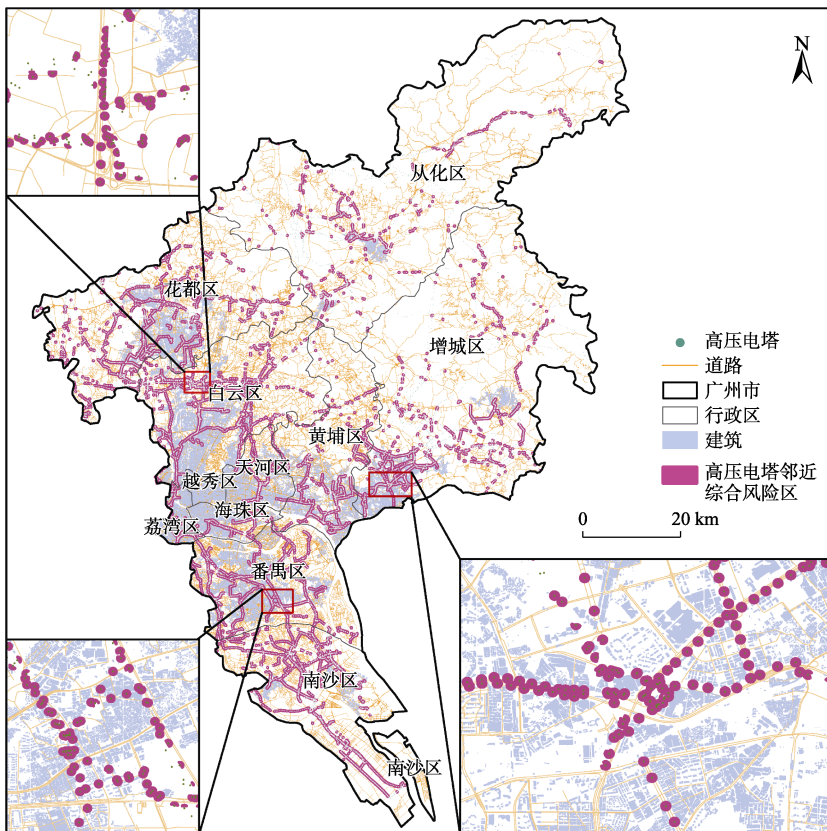 N
从化区
花都区
增城区
白云区
黄埔区
天河区
越秀区
海珠区
荔湾区
番禺区
南沙区
南沙区
高压电塔
道路
广州市
行政区
建筑
高压电塔邻近
综合风险区
0 20 km